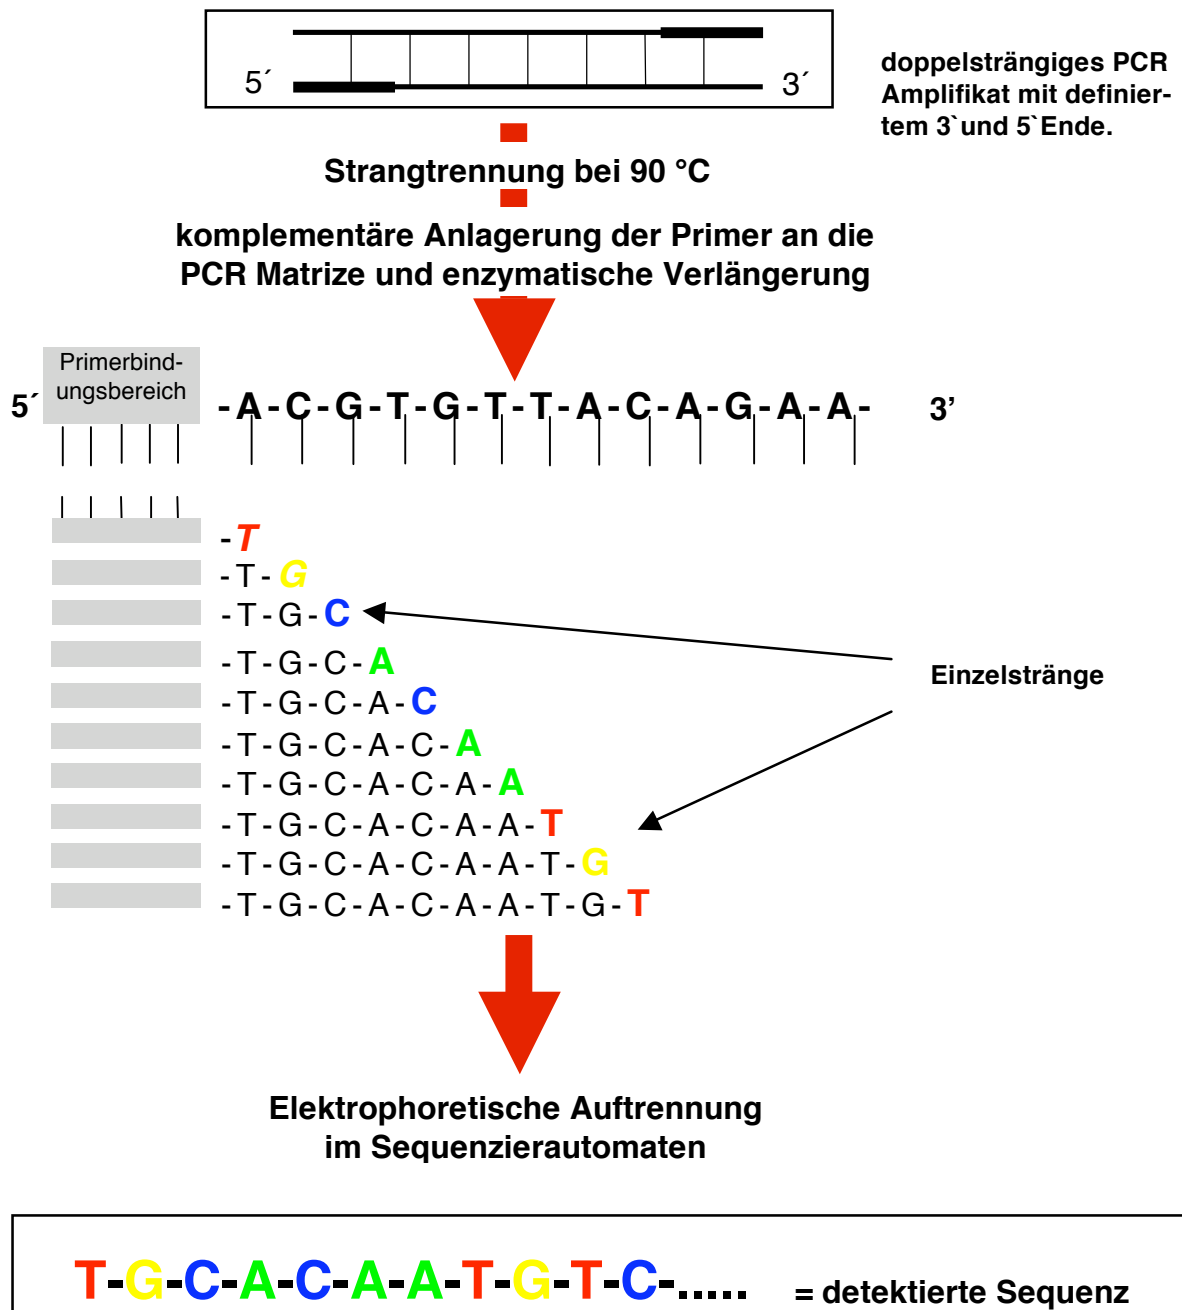 5´ 3´
doppelsträngiges PCR
Amplifikat mit definier-
tem 3`und 5`Ende.
Strangtrennung bei 90 °C
komplementäre Anlagerung der Primer an die
PCR Matrize und enzymatische Verlängerung
Primerbind-
ungsbereich
5´ -A-C-G-T-G-T-T-A-C-A-G-A-A- 3’
-T
-T-G
-T-G-C
-T-G-C-A
-T-G-C-A-C
-T-G-C-A-C-A
-T-G-C-A-C-A-A
-T-G-C-A-C-A-A-T
-T-G-C-A-C-A-A-T-G
-T-G-C-A-C-A-A-T-G-T
Einzelstränge
Elektrophoretische Auftrennung
im Sequenzierautomaten
T-G-C-A-C-A-A-T-G-T-C-..... = detektierte Sequenz